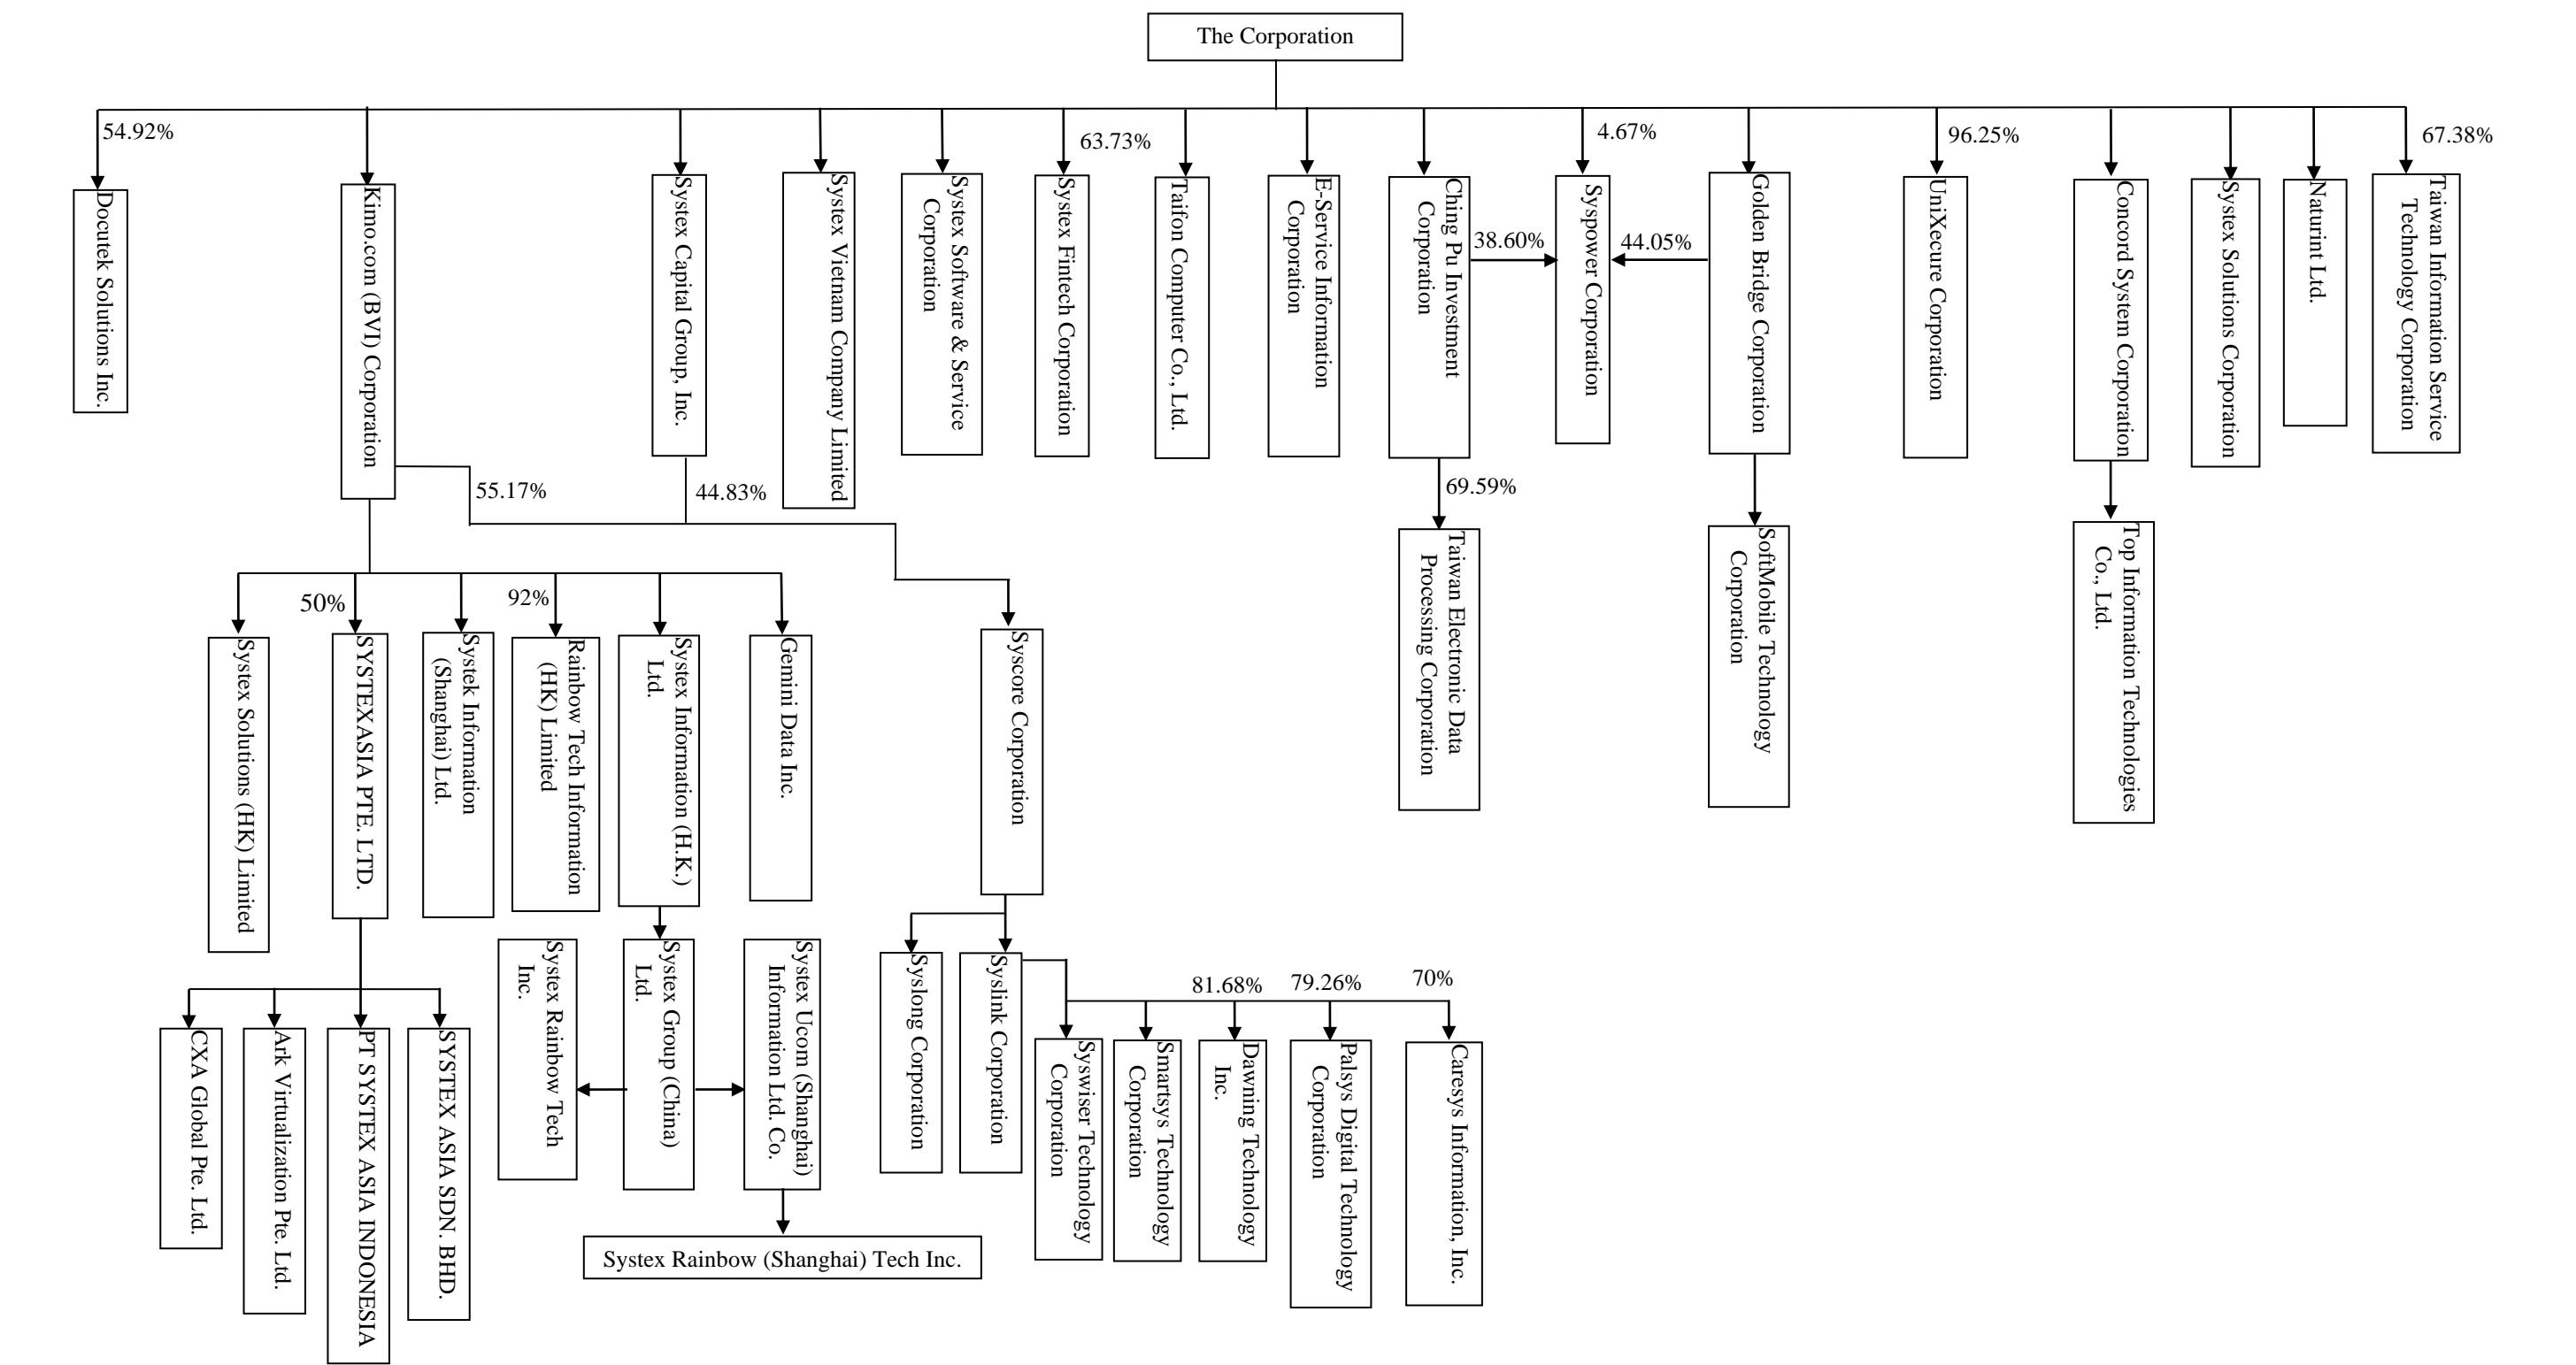 The Corporation
54.92%
63.73%
4.67%
96.25%
67.38%
Docutek Solutions Inc.
Kimo.com (BVI) Corporation
Systex Capital Group, Inc.
Systex Vietnam Company Limited
Systex Software & Service
Corporation
Systex Fintech Corporation
Taifon Computer Co., Ltd.
E-Service Information
Corporation
Ching Pu Investment
Corporation
38.60%
Syspower Corporation
44.05%
Golden Bridge Corporation
UniXecure Corporation
Concord System Corporation
Systex Solutions Corporation
Naturint Ltd.
Taiwan Information Service
Technology Corporation
55.17%
44.83%
69.59%
Taiwan Electronic Data
Processing Corporation
SoftMobile Technology
Corporation
Top Information Technologies
Co., Ltd.
50%
92%
Systex Solutions (HK) Limited
SYSTEXASIA PTE. LTD.
Systek Information
(Shanghai) Ltd.
Rainbow Tech Information
(HK) Limited
Systex Information (H.K.)
Ltd.
Gemini Data Inc.
Syscore Corporation
Systex Rainbow Tech
Inc.
Systex Group (China)
Ltd.
Systex Ucom (Shanghai)
Information Ltd. Co.
Syslong Corporation
Syslink Corporation
81.68%
79.26%
70%
CXA Global Pte. Ltd.
Ark Virtualization Pte. Ltd.
PT SYSTEX ASIA INDONESIA
SYSTEX ASIA SDN. BHD.
Syswiser Technology
Corporation
Smartsys Technology
Corporation
Dawning Technology
Inc.
Palsys Digital Technology
Corporation
Caresys Information, Inc.
Systex Rainbow (Shanghai) Tech Inc.